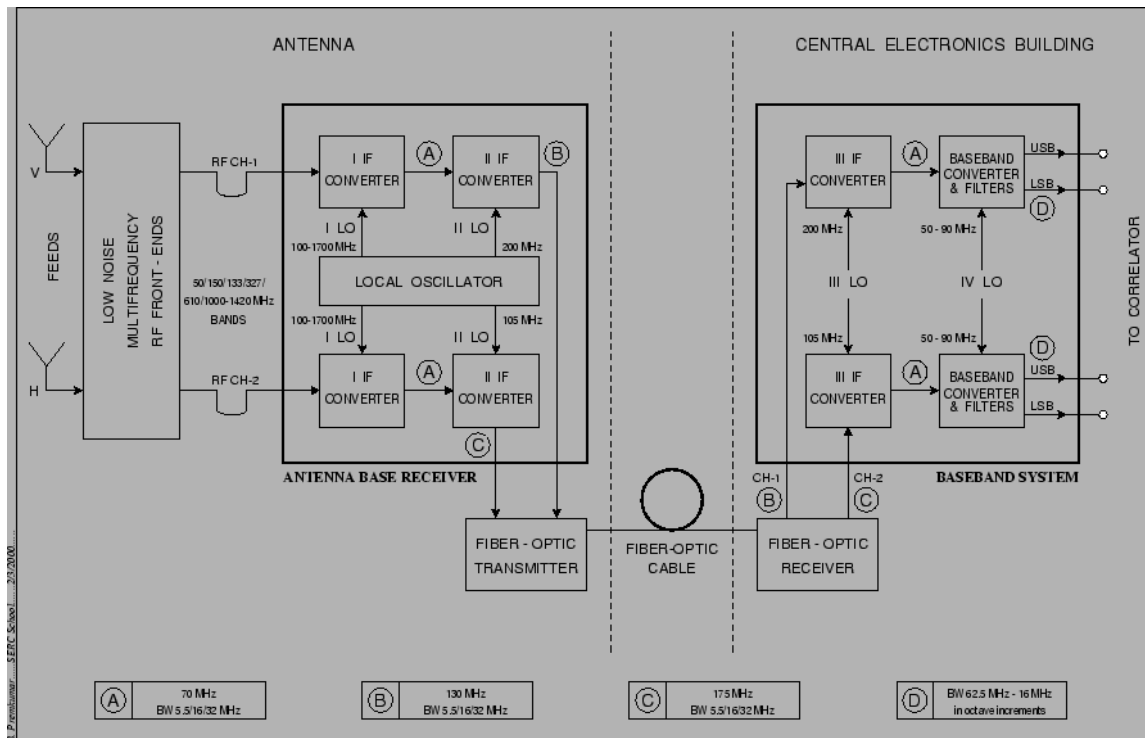 ANTENNA
CENTRAL ELECTRONICS BUILDING
V
H
FEEDS
LOW NOISE
MULTIFREQUENCY
RF FRONT - ENDS
RF CH-1
50/150/133/327/
610/1000-1420 MHz
BANDS
RF CH-2
I IF
CONVERTER
A
II IF
CONVERTER
B
I LO
100-1700 MHz
II LO
200 MHz
LOCAL OSCILLATOR
100-1700 MHz
I LO
105 MHz
II LO
I IF
CONVERTER
A
II IF
CONVERTER
C
ANTENNA BASE RECEIVER
FIBER - OPTIC
TRANSMITTER
FIBER-OPTIC
CABLE
FIBER - OPTIC
RECEIVER
CH-1
B
CH-2
C
III IF
CONVERTER
A
BASEBAND
CONVERTER
& FILTERS
USB
LSB
D
200 MHz
50 - 90 MHz
III LO
IV LO
105 MHz
50 - 90 MHz
III IF
CONVERTER
A
BASEBAND
CONVERTER
& FILTERS
D
USB
LSB
BASEBAND SYSTEM
TO CORRELATOR
A
70 MHz
BW 5.5/16/32 MHz
B
130 MHz
BW 5.5/16/32 MHz
C
175 MHz
BW 5.5/16/32 MHz
D
BW 62.5 MHz - 16 MHz
in octave increments
SERC School........2/3/2000......